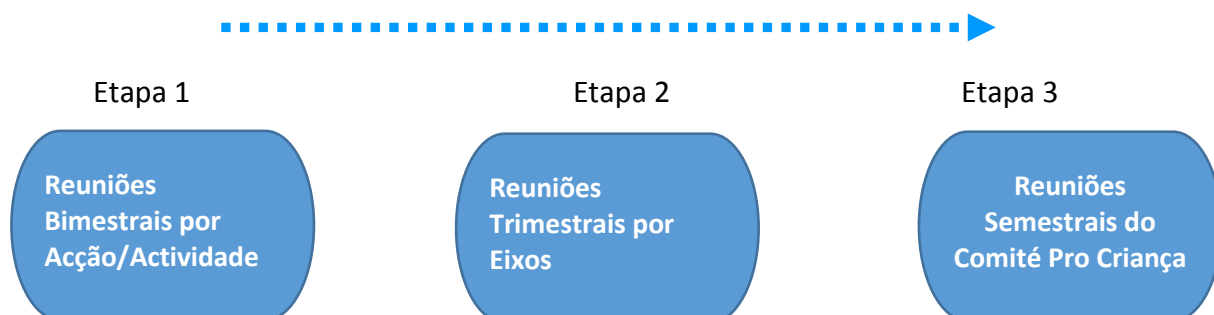 Etapa 1
Etapa 2
Etapa 3
Reuniões
Bimestrais por
Acção/Actividade
Reuniões
Trimestrais por
Eixos
Reuniões
Semestrais do
Comité Pro Criança